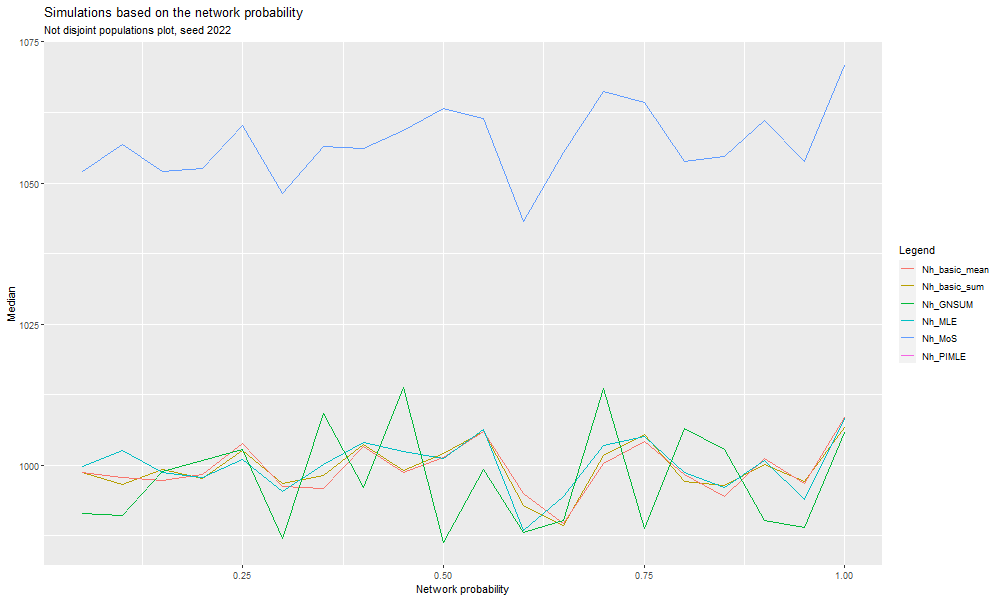 Simulations based on the network probability
Not disjoint populations plot, seed 2022
1075
1050
1025
1000
Median
0.25 0.50 0.75 1.00
Network probability
Legend
Nh_basic_mean
Nh_basic_sum
Nh_GNSUM
Nh_MLE
Nh_MoS
Nh_PIMLE